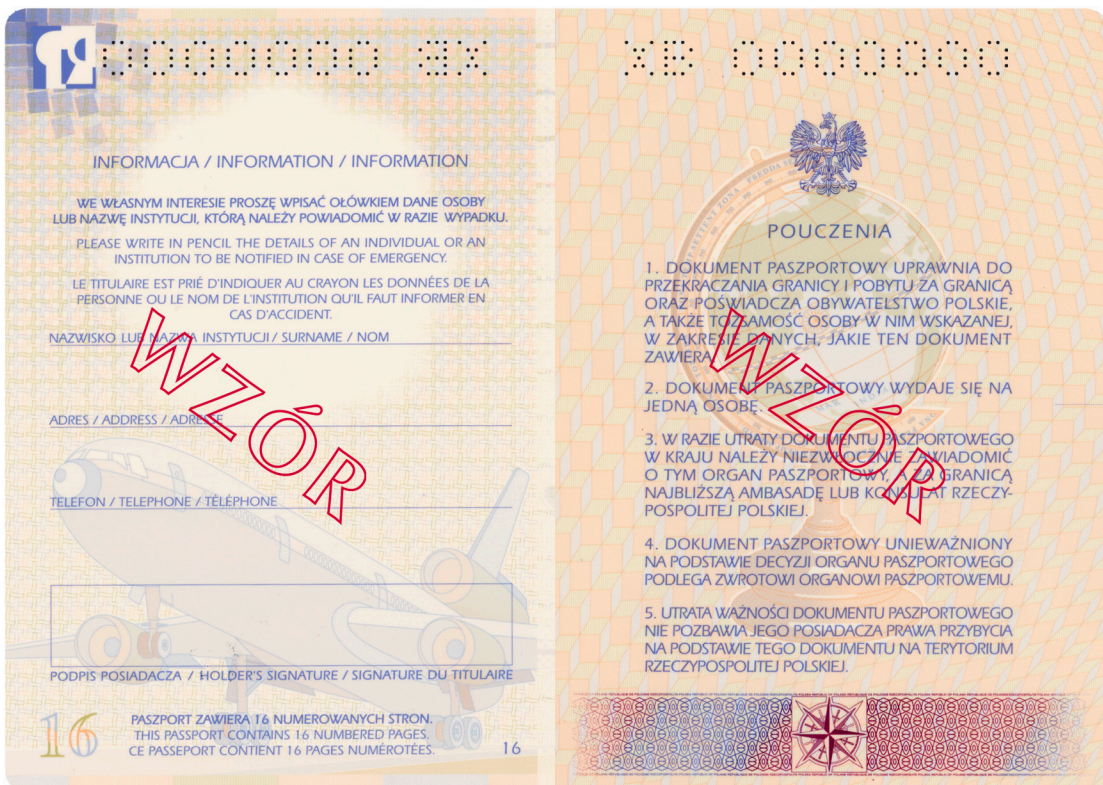 0000000 XB
INFORMACJA / INFORMATION / INFORMATION
WE WŁASNYM INTERESIE PROSZĘ WPISAĆ OŁÓWKIEM DANE OSOBY
LUB NAZWĘ INSTYTUCJI, KTÓRĄ NALEŻY POWIADOMIĆ W RAZIE WYPADKU.
PLEASE WRITE IN PENCIL THE DETAILS OF AN INDIVIDUAL OR AN
INSTITUTION TO BE NOTIFIED IN CASE OF EMERGENCY.
LE TITULAIRE EST PRIÉ D'INDIQUER AU CRAYON LES DONNÉES DE LA
PERSONNE OU LE NOM DE L'INSTITUTION QU'IL FAUT INFORMER EN
CAS D'ACCIDENT.
NAZWISKO LUB NAZWA INSTYTUCJI / SURNAME / NOM
WZÓR
ADRES / ADDRESS / ADRESSE
TELEFON / TELEPHONE / TÉLÉPHONE
PODPIS POSIADACZA / HOLDER'S SIGNATURE / SIGNATURE DU TITULAIRE
16
PASZPORT ZAWIERA 16 NUMEROWANYCH STRON.
THIS PASSPORT CONTAINS 16 NUMBERED PAGES.
CE PASSEPORT CONTIENT 16 PAGES NUMÉROTÉES.
16
XB 0000000
POUCZENIA
1. DOKUMENT PASZPORTOWY UPRAWNIA DO
PRZEKRACZANIA GRANICY I POBYTU ZA GRANICĄ
ORAZ POŚWIADCZA OBYWATELSTWO POLSKIE,
A TAKŻE TOŻSAMOŚĆ OSOBY W NIM WSKAZANEJ,
W ZAKRESIE DANYCH, JAKIE TEN DOKUMENT
ZAWIERA.
WZÓR
2. DOKUMENT PASZPORTOWY WYDAJE SIĘ NA
JEDNĄ OSOBĘ.
3. W RAZIE UTRATY DOKUMENTU PASZPORTOWEGO
W KRAJU NALEŻY NIEZWŁOCZNIE ZAWIADOMIĆ
O TYM ORGAN PASZPORTOWY, A ZA GRANICĄ
NAJBLIŻSZĄ AMBASADĘ LUB KONSULAT RZECZY-
POSPOLITEJ POLSKIEJ.
4. DOKUMENT PASZPORTOWY UNIEWAŻNIONY
NA PODSTAWIE DECYZJI ORGANU PASZPORTOWEGO
PODLEGA ZWROTOWI ORGANOWI PASZPORTOWEMU.
5. UTRATA WAŻNOŚCI DOKUMENTU PASZPORTOWEGO
NIE POZBAWIA JEGO POSIADACZA PRAWA PRZYBYCIA
NA PODSTAWIE TEGO DOKUMENTU NA TERYTORIUM
RZECZYPOSPOLITEJ POLSKIEJ.